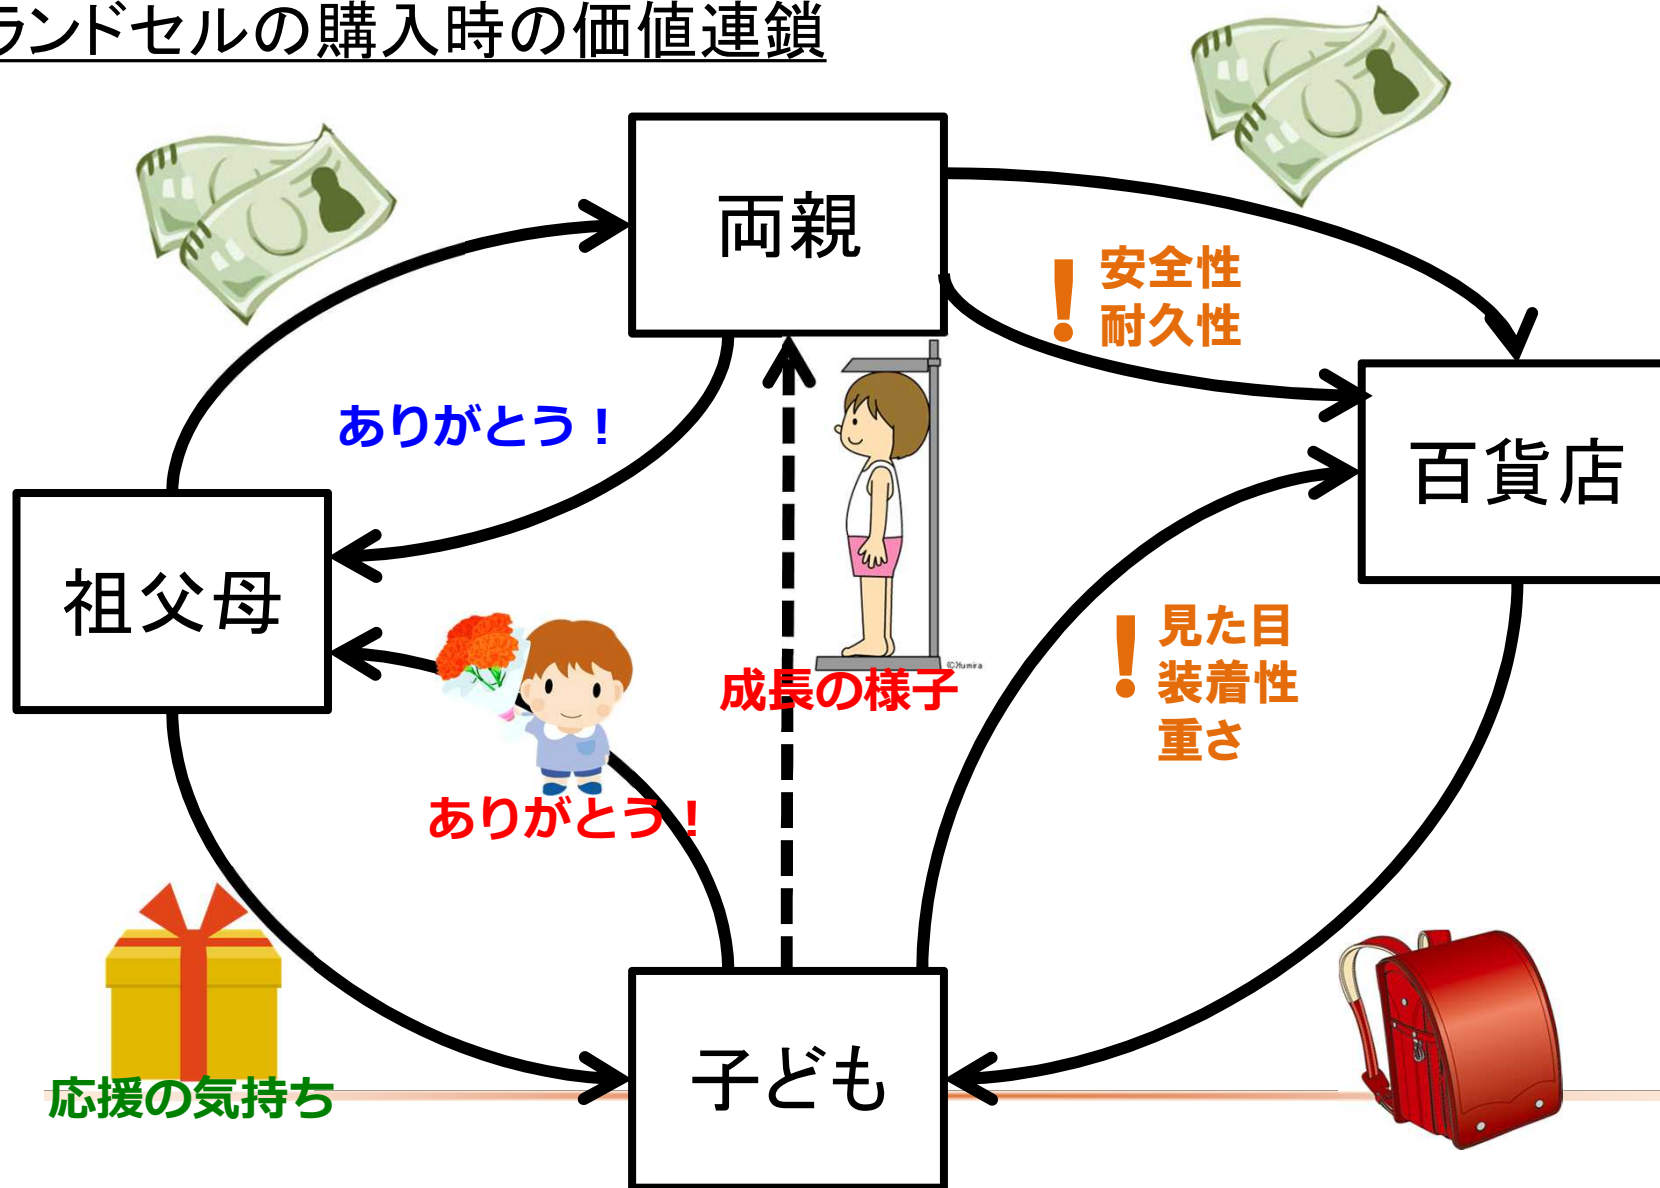 ランドセルの購入時の価値連鎖
両親
!
安全性
耐久性
ありがとう！
百貨店
祖父母
成長の様子
!
見た目
装着性
重さ
ありがとう！
子ども
応援の気持ち